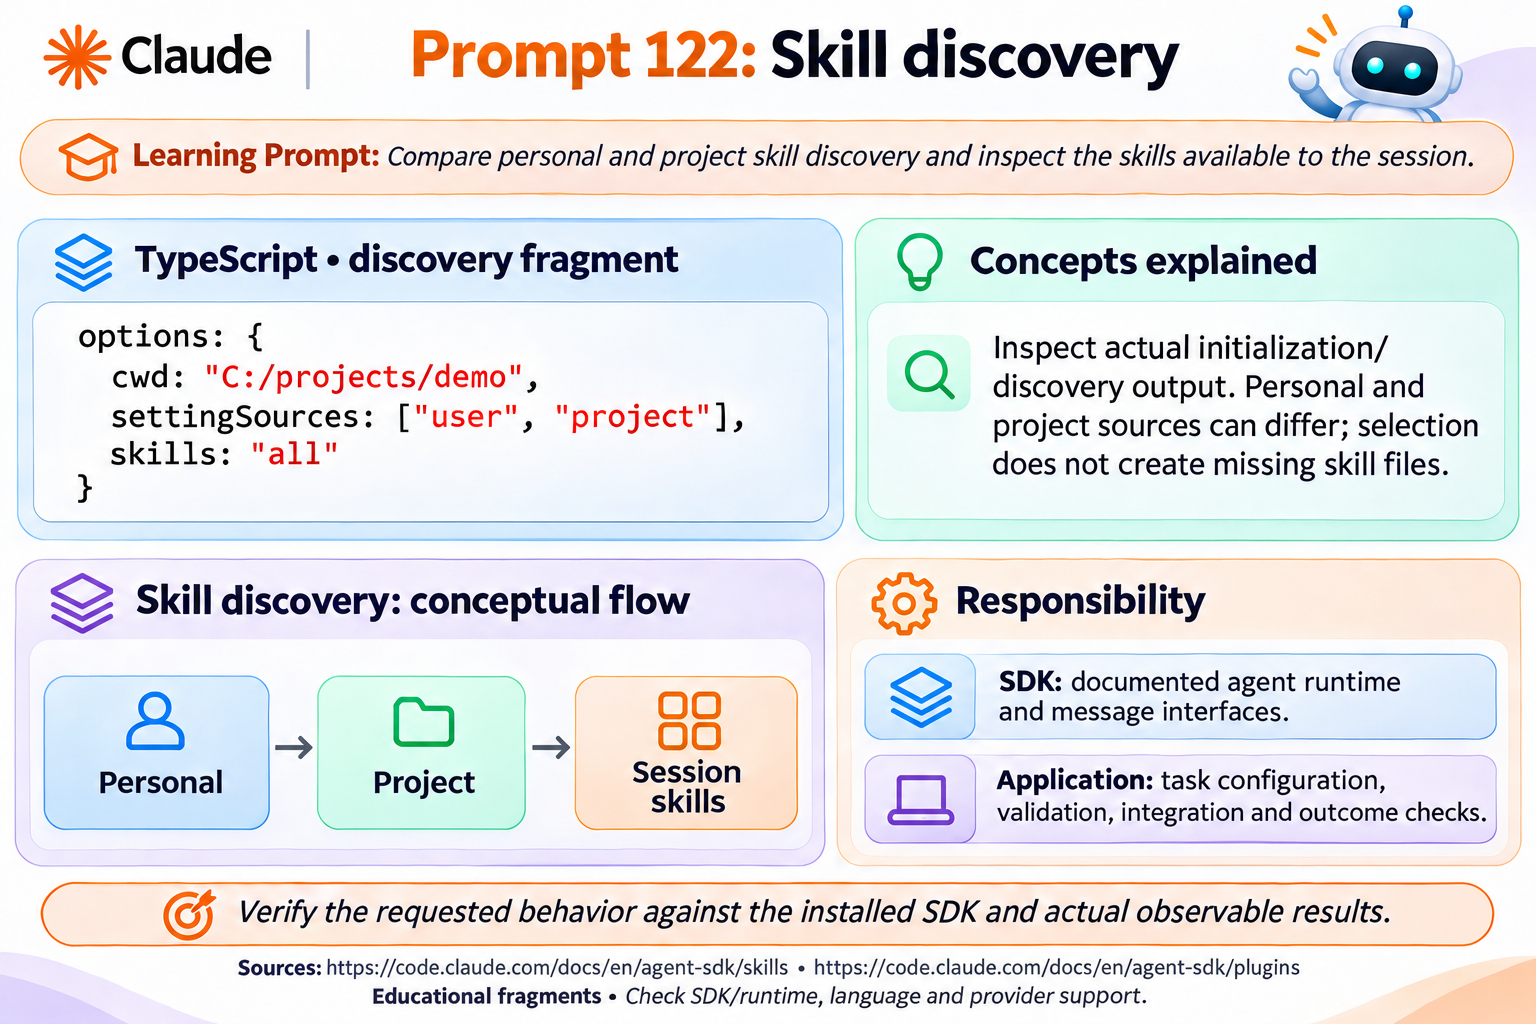 Claude
Prompt 122: Skill discovery
Learning Prompt: Compare personal and project skill discovery and inspect the skills available to the session.
TypeScript • discovery fragment
options: {
  cwd: "C:/projects/demo",
  settingSources: ["user", "project"],
  skills: "all"
}
Concepts explained
Inspect actual initialization/
discovery output. Personal and
project sources can differ; selection
does not create missing skill files.
Skill discovery: conceptual flow
Personal
Project
Session
skills
Responsibility
SDK: documented agent runtime
and message interfaces.
Application: task configuration,
validation, integration and outcome checks.
Verify the requested behavior against the installed SDK and actual observable results.
Sources: https://code.claude.com/docs/en/agent-sdk/skills • https://code.claude.com/docs/en/agent-sdk/plugins
Educational fragments • Check SDK/runtime, language and provider support.